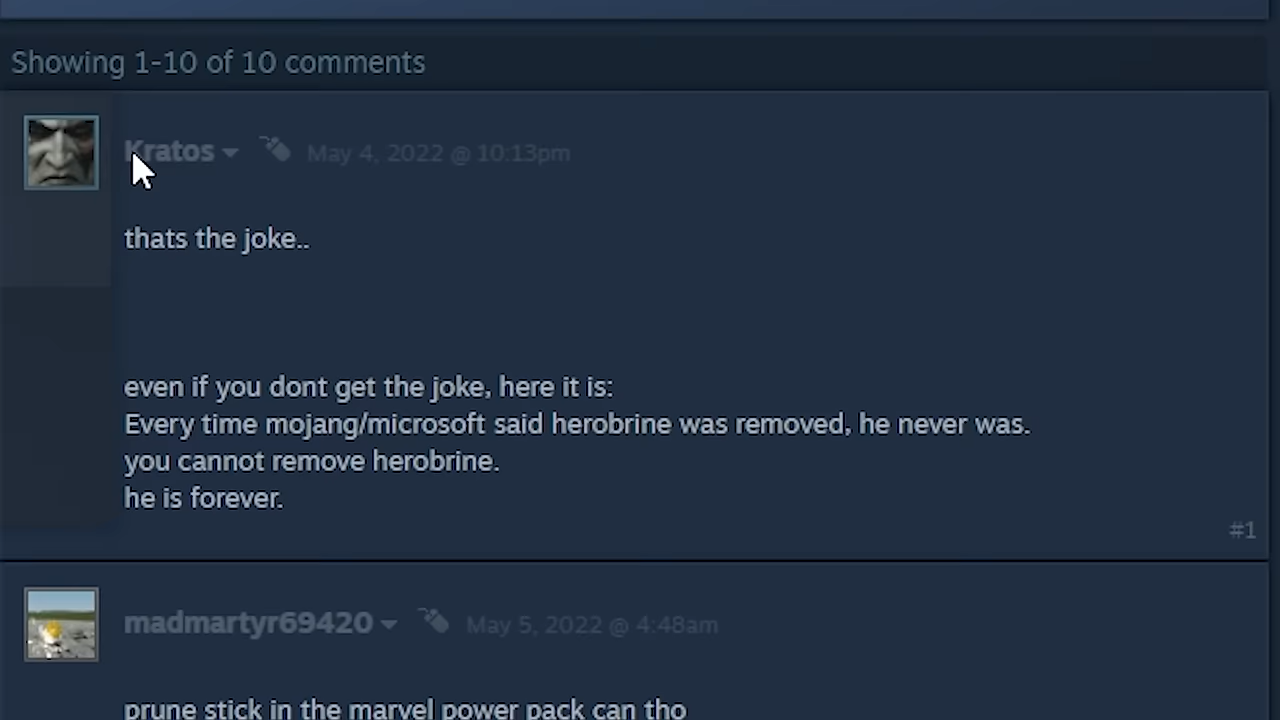 Showing 1-10 of 10 comments
Kratos May 4, 2022 @ 10:13pm
thats the joke..
even if you dont get the joke, here it is:
Every time mojang/microsoft said herobrine was removed, he never was.
you cannot remove herobrine.
he is forever.
#1
madmartyr69420 May 5, 2022 @ 4:48am
prune stick in the marvel power pack can tho